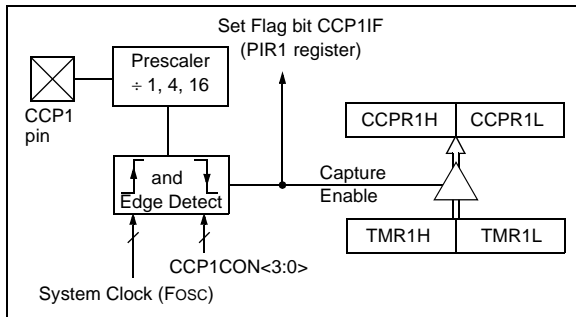 Set Flag bit CCP1IF
(PIR1 register)
Prescaler
÷ 1, 4, 16
CCP1
pin
CCPR1H CCPR1L
and
Edge Detect
Capture
Enable
TMR1H TMR1L
CCP1CON<3:0>
System Clock (FOSC)